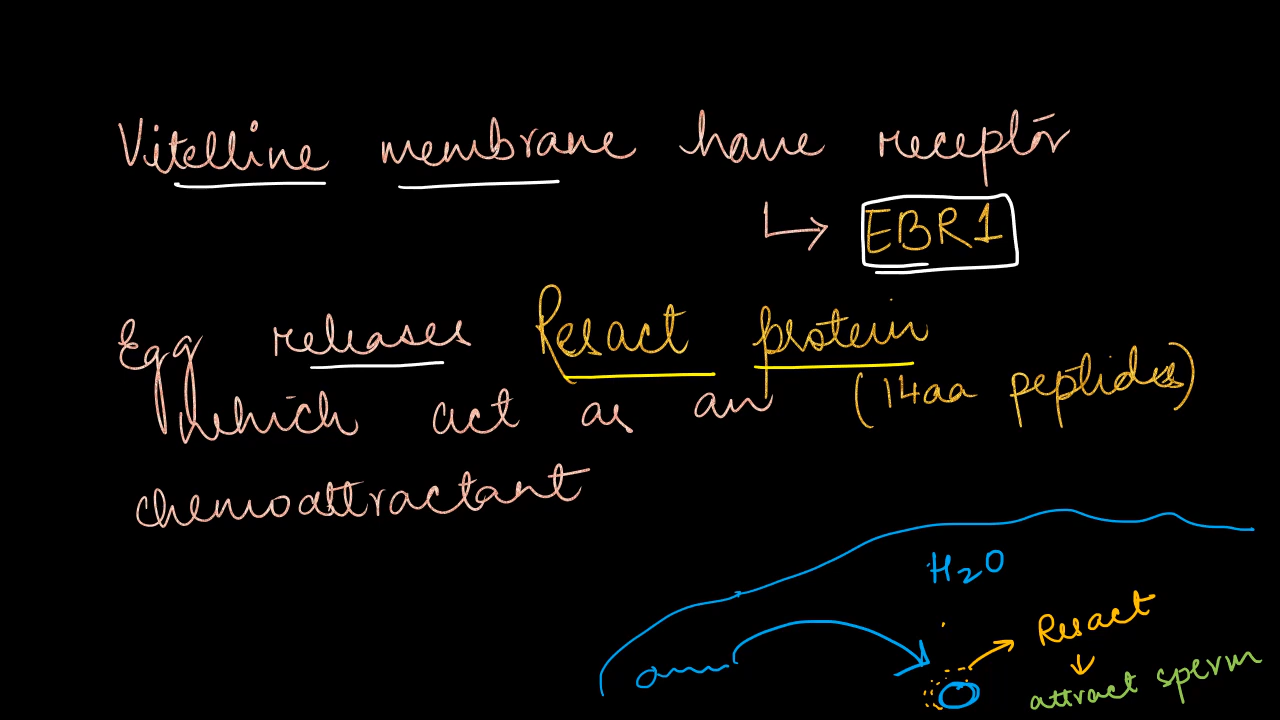 Vitelline membrane have receptor
↳ EBR1
Egg releases Resact protein
(14aa peptides)
which act as an
chemoattractant
H2O
Resact
↓
attract sperm